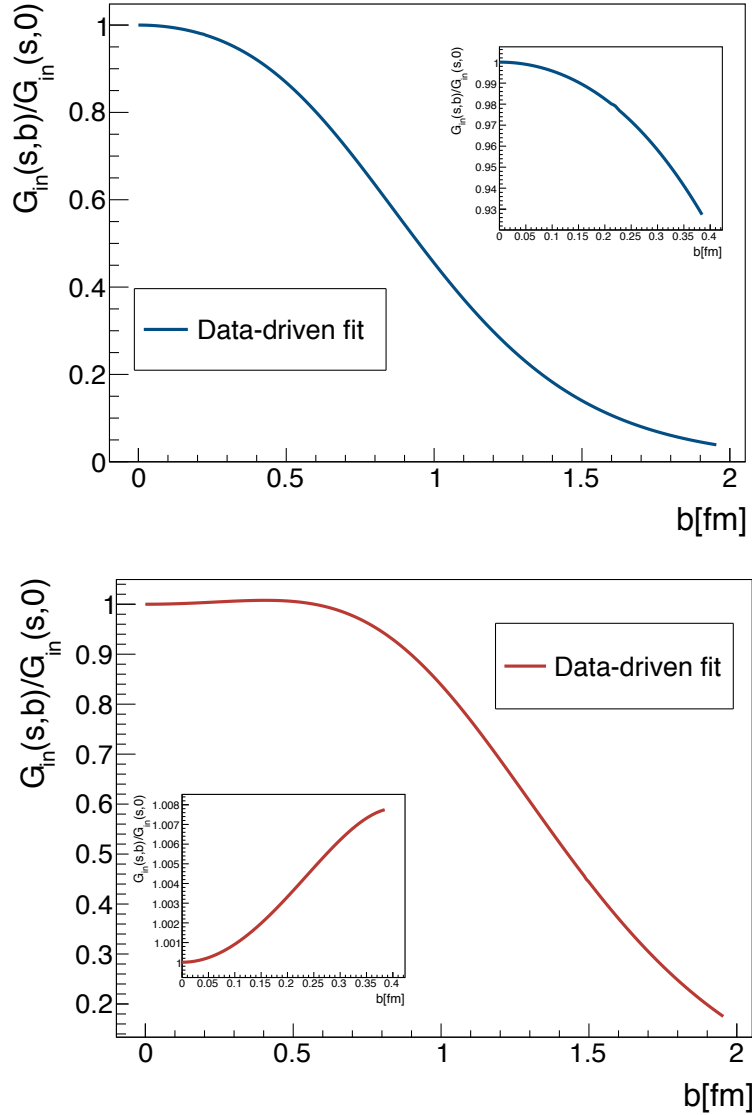 G_in(s,b)/G_in(s,0)
1
0.8
0.6
0.4
0.2
0
0 0.5 1 1.5 2
b[fm]
Data-driven fit
G_in(s,b)/G_in(s,0)
1
0.99
0.98
0.97
0.96
0.95
0.94
0.93
0 0.05 0.1 0.15 0.2 0.25 0.3 0.35 0.4
b[fm]
G_in(s,b)/G_in(s,0)
1
0.9
0.8
0.7
0.6
0.5
0.4
0.3
0.2
0 0.5 1 1.5 2
b[fm]
Data-driven fit
G_in(s,b)/G_in(s,0)
1.008
1.007
1.006
1.005
1.004
1.003
1.002
1.001
1
0 0.05 0.1 0.15 0.2 0.25 0.3 0.35 0.4
b[fm]